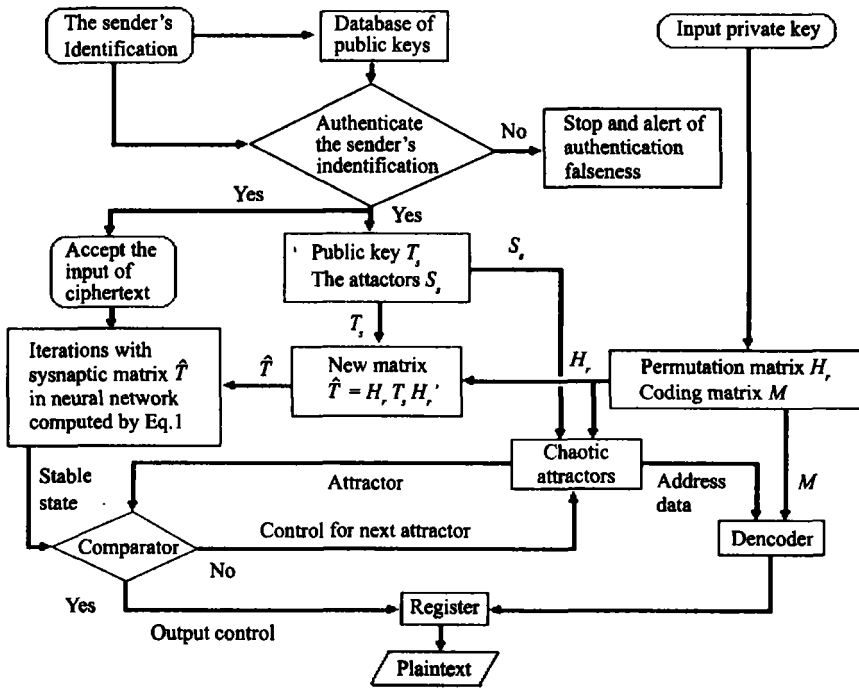 The sender's
Identification
Database of
public keys
Input private key
Authenticate
the sender's
indentification
No
Stop and alert of
authentication
falseness
Yes
Yes
Accept the
input of
ciphertext
Public key T_s
The attactors S_s
S_s
T_s
Iterations with
sysnaptic matrix T̂
in neural network
computed by Eq.1
T̂
New matrix
T̂ = H_r T_s H_r'
H_r
Permutation matrix H_r
Coding matrix M
Stable
state
Attractor
Chaotic
attractors
Address
data
M
Comparator
Control for next attractor
No
Dencoder
Yes
Output control
Register
Plaintext